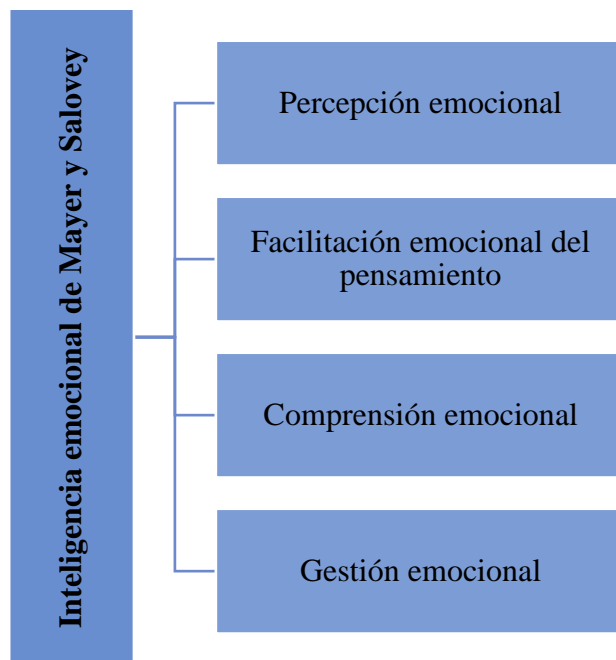 Inteligencia emocional de Mayer y Salovey
Percepción emocional
Facilitación emocional del
pensamiento
Comprensión emocional
Gestión emocional